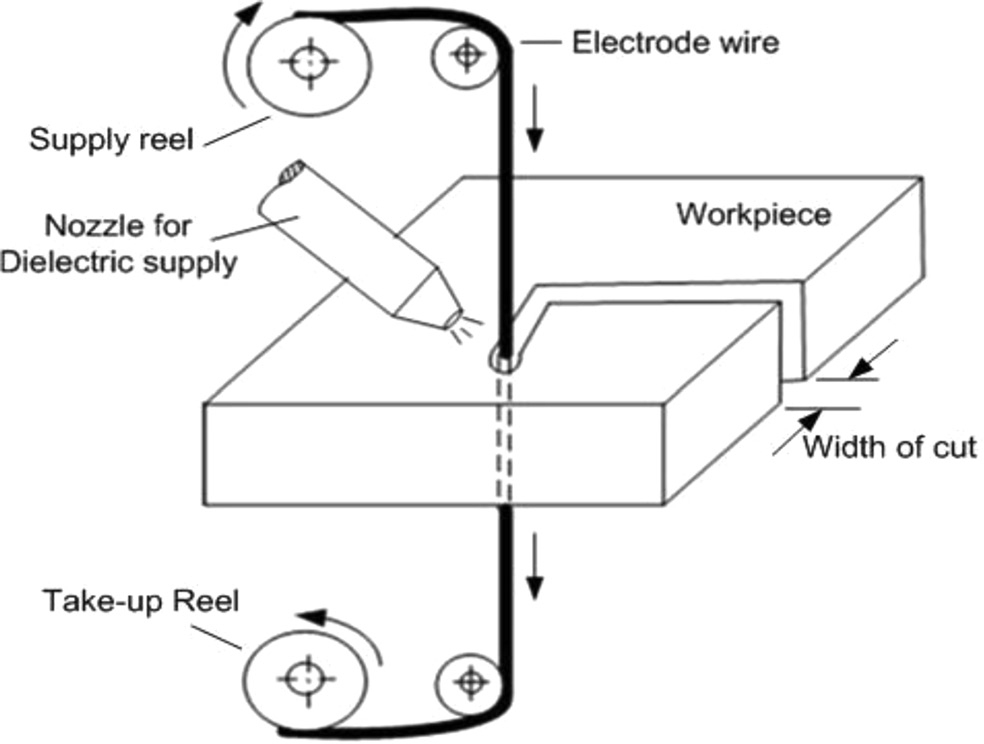 Electrode wire
Supply reel
Workpiece
Nozzle for
Dielectric supply
Width of cut
Take-up Reel